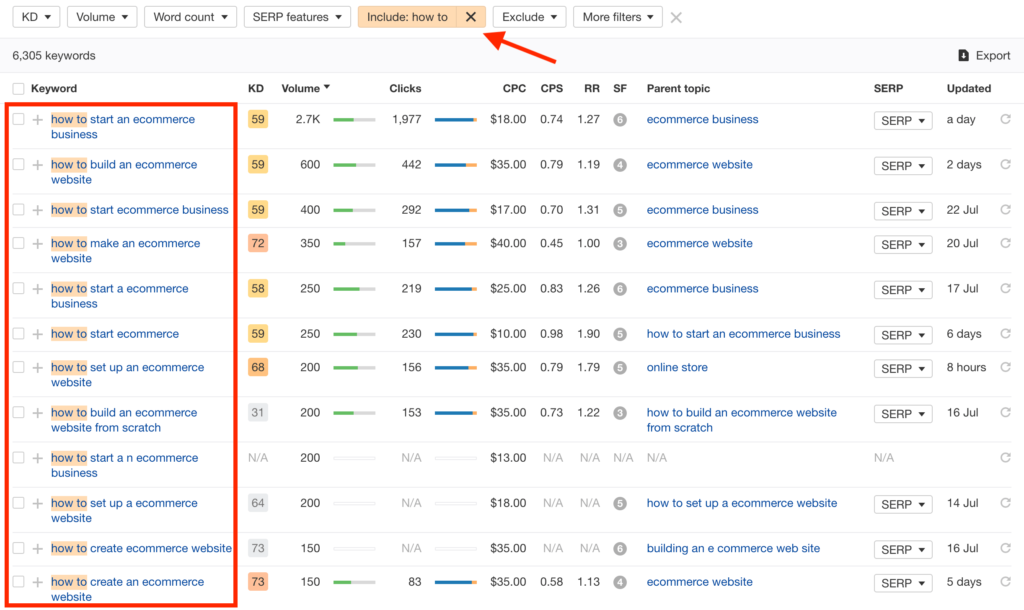 KD Volume Word count SERP features Include: how to Exclude More filters
6,305 keywords Export
Keyword KD Volume Clicks CPC CPS RR SF Parent topic SERP Updated
how to start an ecommerce 59 2.7K 1,977 $18.00 0.74 1.27 6 ecommerce business SERP a day
business
how to build an ecommerce 59 600 442 $35.00 0.79 1.19 4 ecommerce website SERP 2 days
website
how to start ecommerce business 59 400 292 $17.00 0.70 1.31 5 ecommerce business SERP 22 Jul
how to make an ecommerce 72 350 157 $40.00 0.45 1.00 3 ecommerce website SERP 20 Jul
website
how to start a ecommerce 58 250 219 $25.00 0.83 1.26 6 ecommerce business SERP 17 Jul
business
how to start ecommerce 59 250 230 $10.00 0.98 1.90 5 how to start an ecommerce business SERP 6 days
how to set up an ecommerce 68 200 156 $35.00 0.79 1.79 5 online store SERP 8 hours
website
how to build an ecommerce 31 200 153 $35.00 0.73 1.22 3 how to build an ecommerce website SERP 16 Jul
website from scratch from scratch
how to start a n ecommerce N/A 200 N/A $13.00 N/A N/A N/A N/A N/A
business
how to set up a ecommerce 64 200 N/A $18.00 N/A N/A 5 how to set up a ecommerce website SERP 14 Jul
website
how to create ecommerce website 73 150 N/A $35.00 N/A N/A 6 building an e commerce web site SERP 16 Jul
how to create an ecommerce 73 150 83 $35.00 0.58 1.13 4 ecommerce website SERP 5 days
website